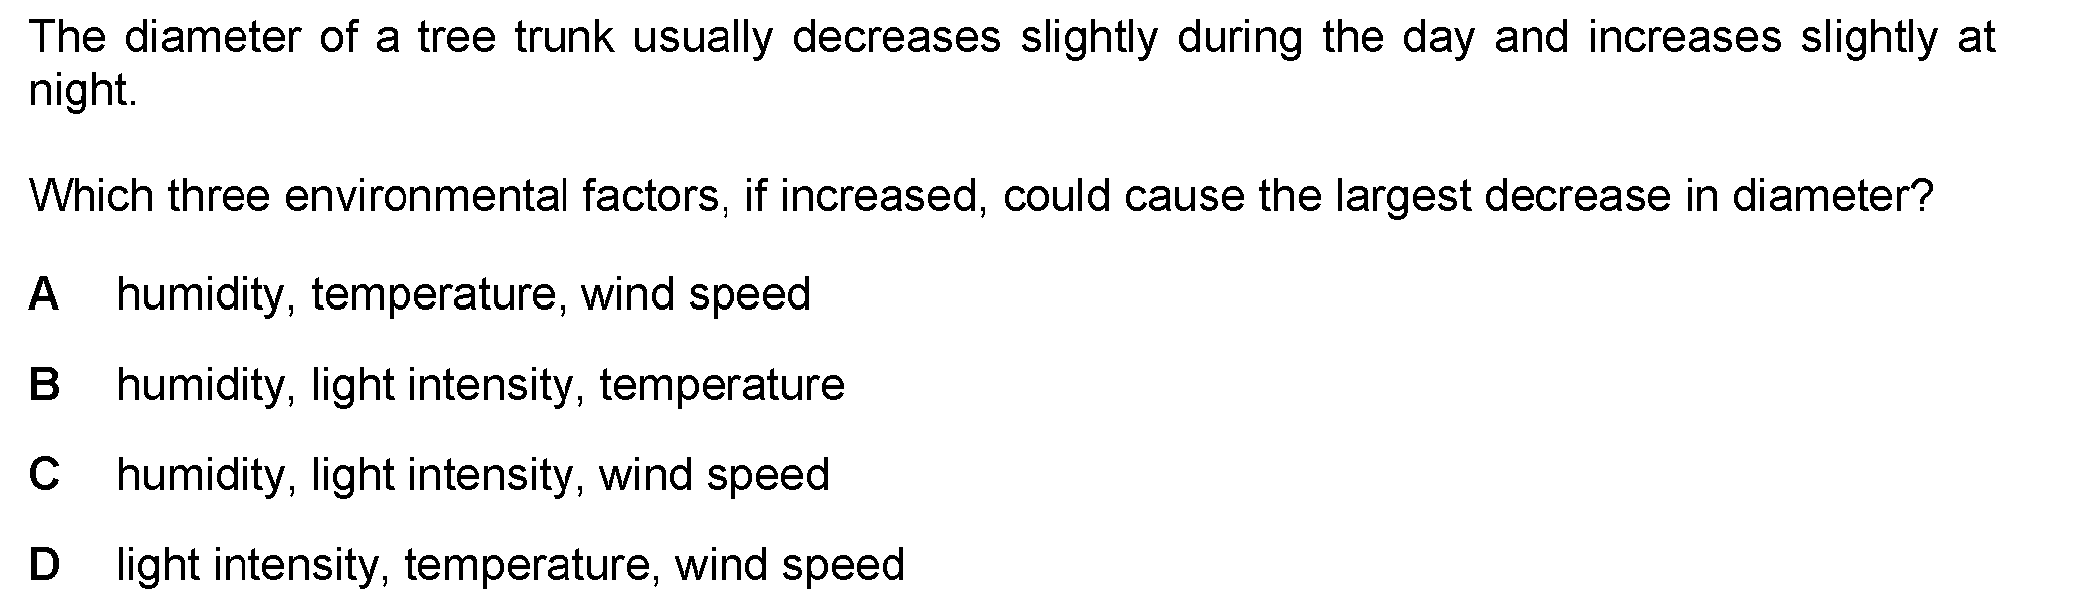 The diameter of a tree trunk usually decreases slightly during the day and increases slightly at
night.
Which three environmental factors, if increased, could cause the largest decrease in diameter?
A humidity, temperature, wind speed
B humidity, light intensity, temperature
C humidity, light intensity, wind speed
D light intensity, temperature, wind speed